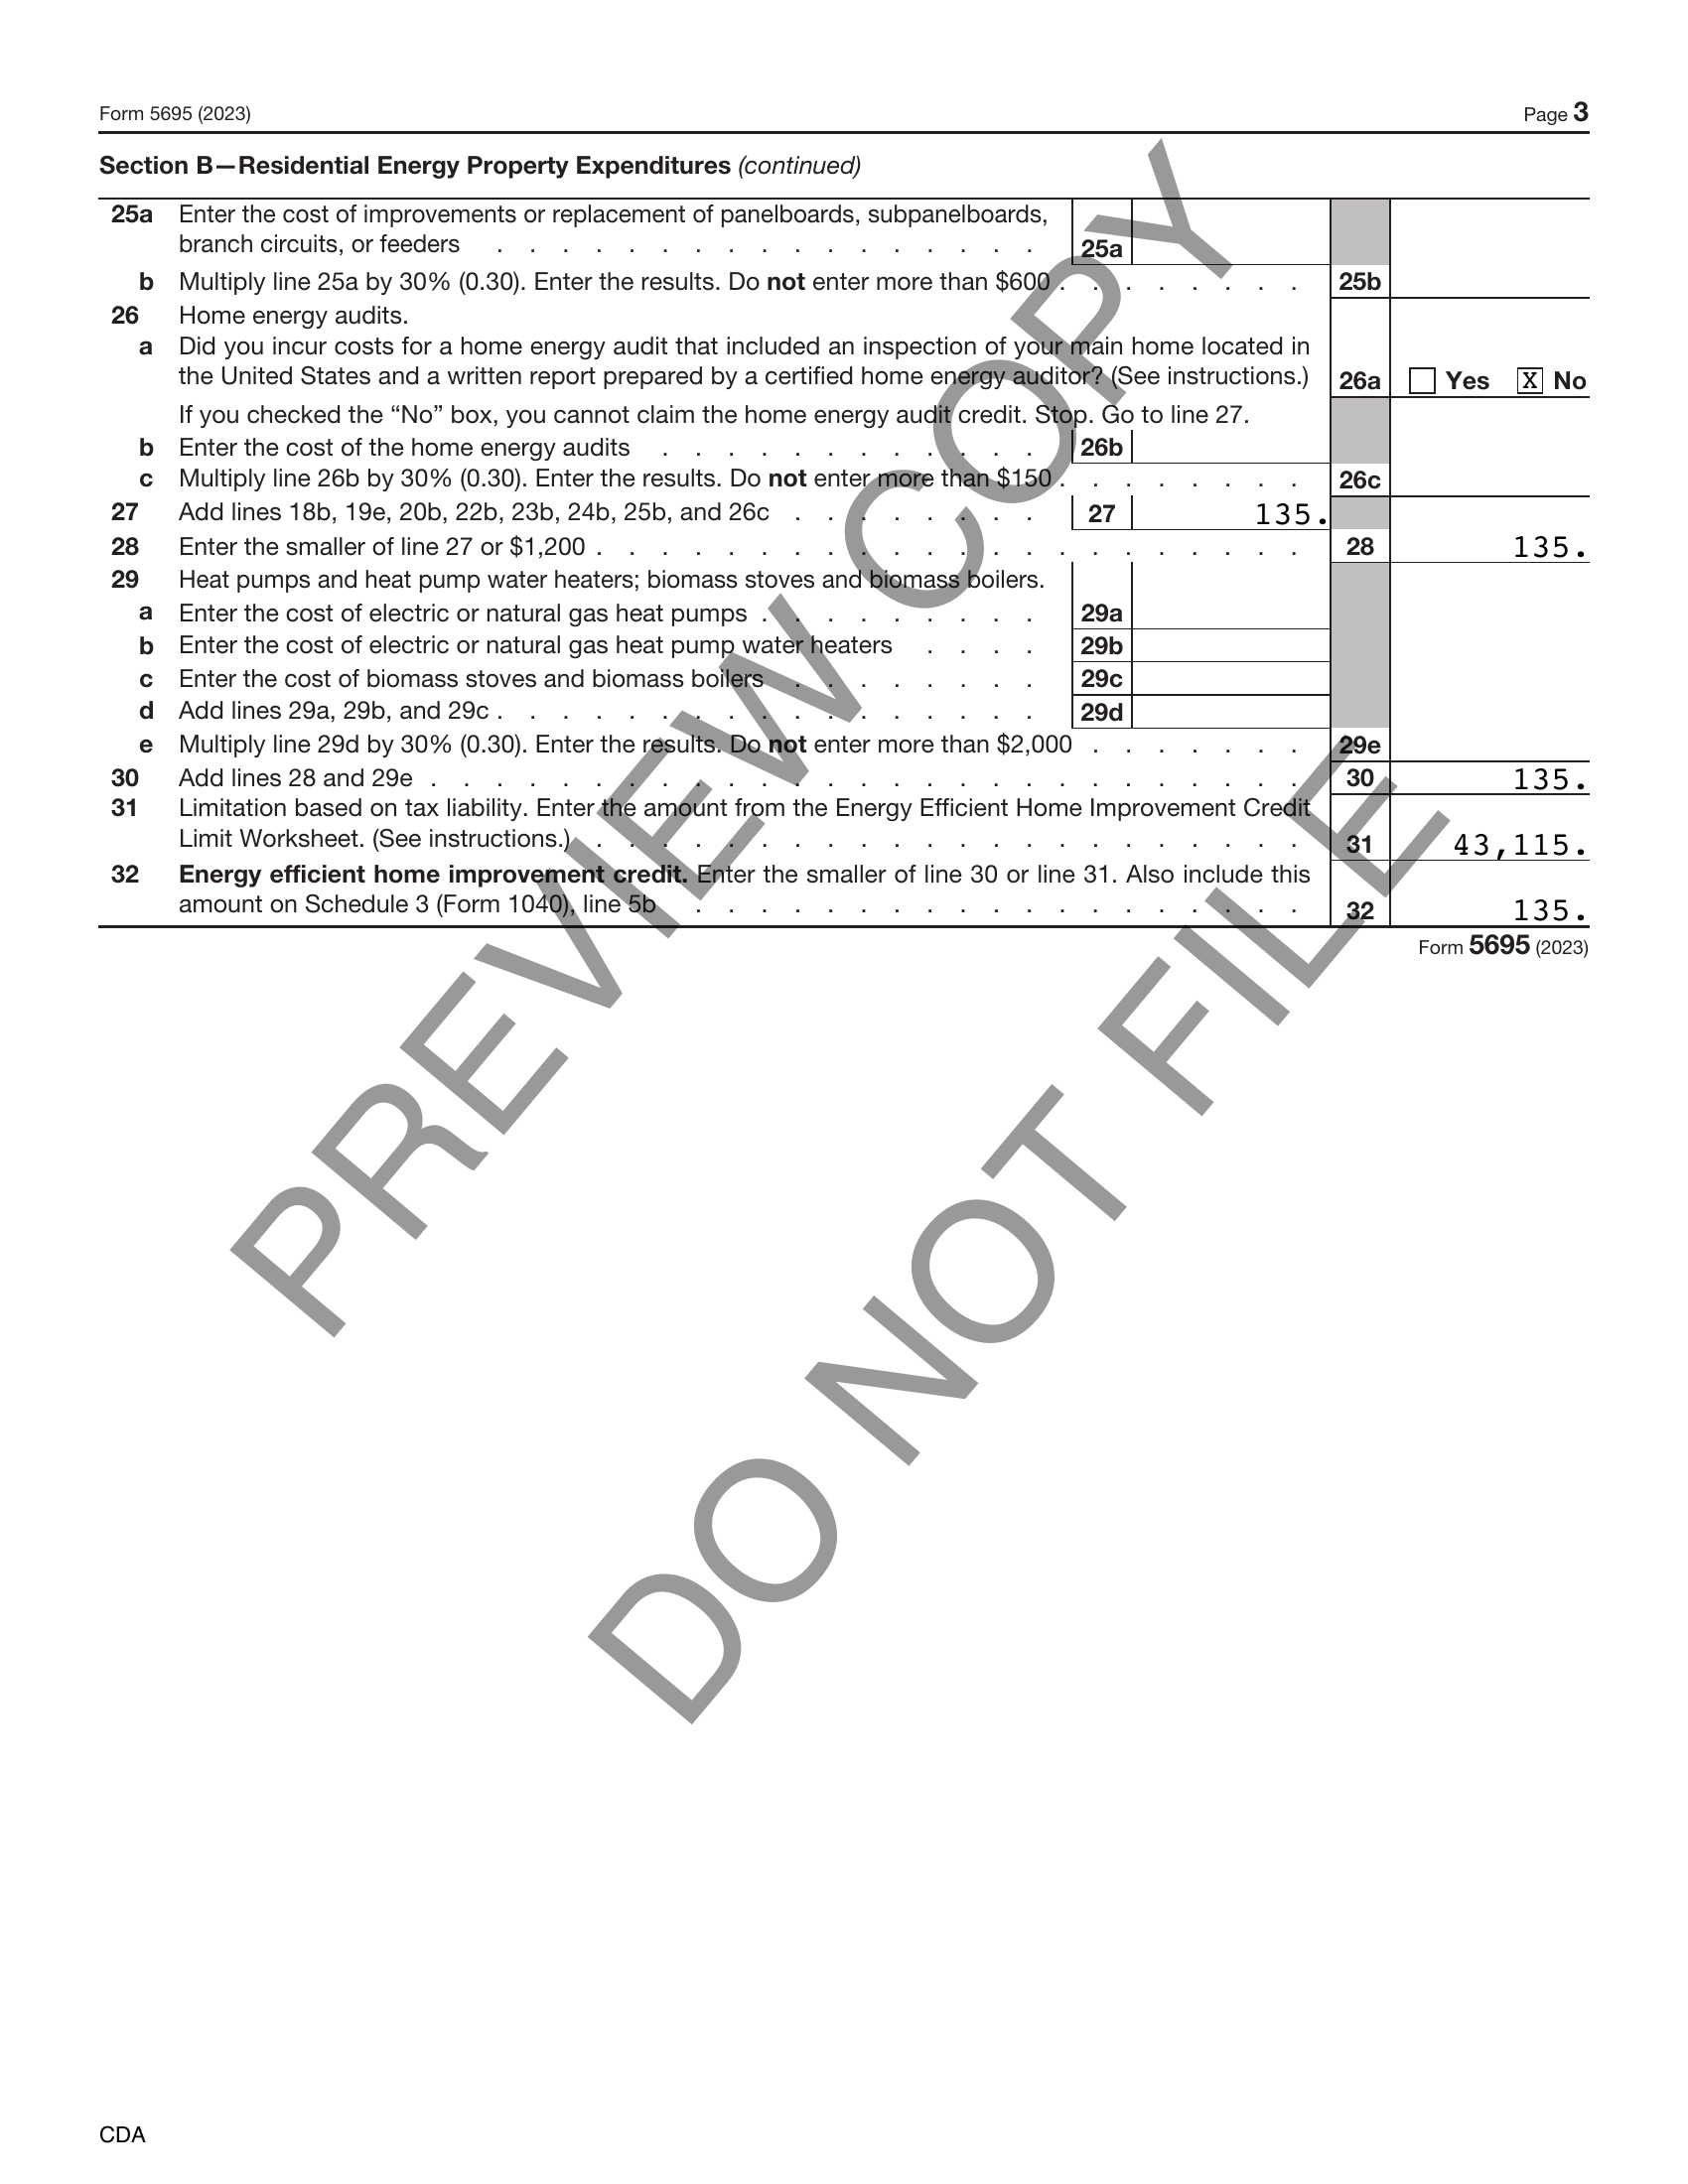 Form 5695 (2023) Page 3
Section B—Residential Energy Property Expenditures (continued)
25a Enter the cost of improvements or replacement of panelboards, subpanelboards,
branch circuits, or feeders . . . . . . . . . . . . . . . . . 25a
b Multiply line 25a by 30% (0.30). Enter the results. Do not enter more than $600 . . . . . . . . 25b
26 Home energy audits.
a Did you incur costs for a home energy audit that included an inspection of your main home located in
the United States and a written report prepared by a certified home energy auditor? (See instructions.) 26a Yes X No
If you checked the “No” box, you cannot claim the home energy audit credit. Stop. Go to line 27.
b Enter the cost of the home energy audits . . . . . . . . . . . . 26b
c Multiply line 26b by 30% (0.30). Enter the results. Do not enter more than $150 . . . . . . . . 26c
27 Add lines 18b, 19e, 20b, 22b, 23b, 24b, 25b, and 26c . . . . . . . . 27 135.
28 Enter the smaller of line 27 or $1,200 . . . . . . . . . . . . . . . . . . . . . . 28 135.
29 Heat pumps and heat pump water heaters; biomass stoves and biomass boilers.
a Enter the cost of electric or natural gas heat pumps . . . . . . . . . 29a
b Enter the cost of electric or natural gas heat pump water heaters . . . . 29b
c Enter the cost of biomass stoves and biomass boilers . . . . . . . . 29c
d Add lines 29a, 29b, and 29c . . . . . . . . . . . . . . . . . 29d
e Multiply line 29d by 30% (0.30). Enter the results. Do not enter more than $2,000 . . . . . . . 29e
30 Add lines 28 and 29e . . . . . . . . . . . . . . . . . . . . . . . . . . . 30 135.
31 Limitation based on tax liability. Enter the amount from the Energy Efficient Home Improvement Credit
Limit Worksheet. (See instructions.) . . . . . . . . . . . . . . . . . . . . . . 31 43,115.
32 Energy efficient home improvement credit. Enter the smaller of line 30 or line 31. Also include this
amount on Schedule 3 (Form 1040), line 5b . . . . . . . . . . . . . . . . . . . 32 135.
Form 5695 (2023)
PREVIEW COPY
DO NOT FILE
CDA